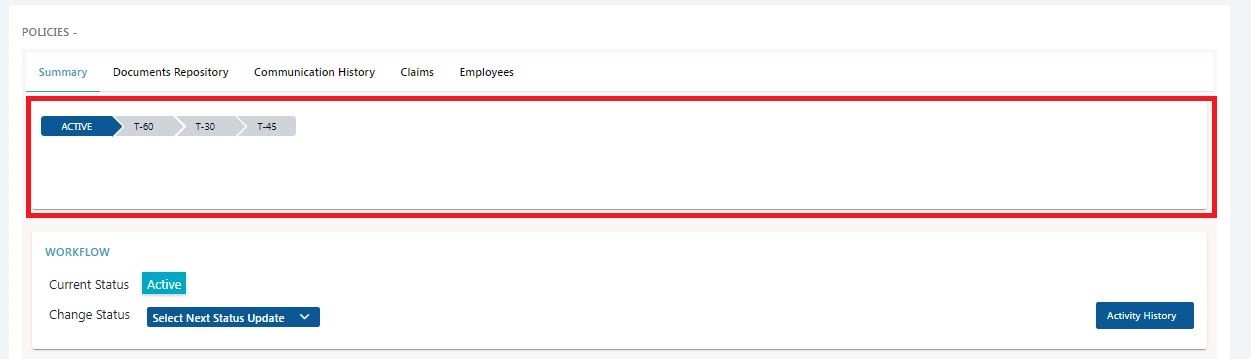 POLICIES -
Summary Documents Repository Communication History Claims Employees
ACTIVE T-60 T-30 T-45
WORKFLOW
Current Status Active
Change Status Select Next Status Update Activity History